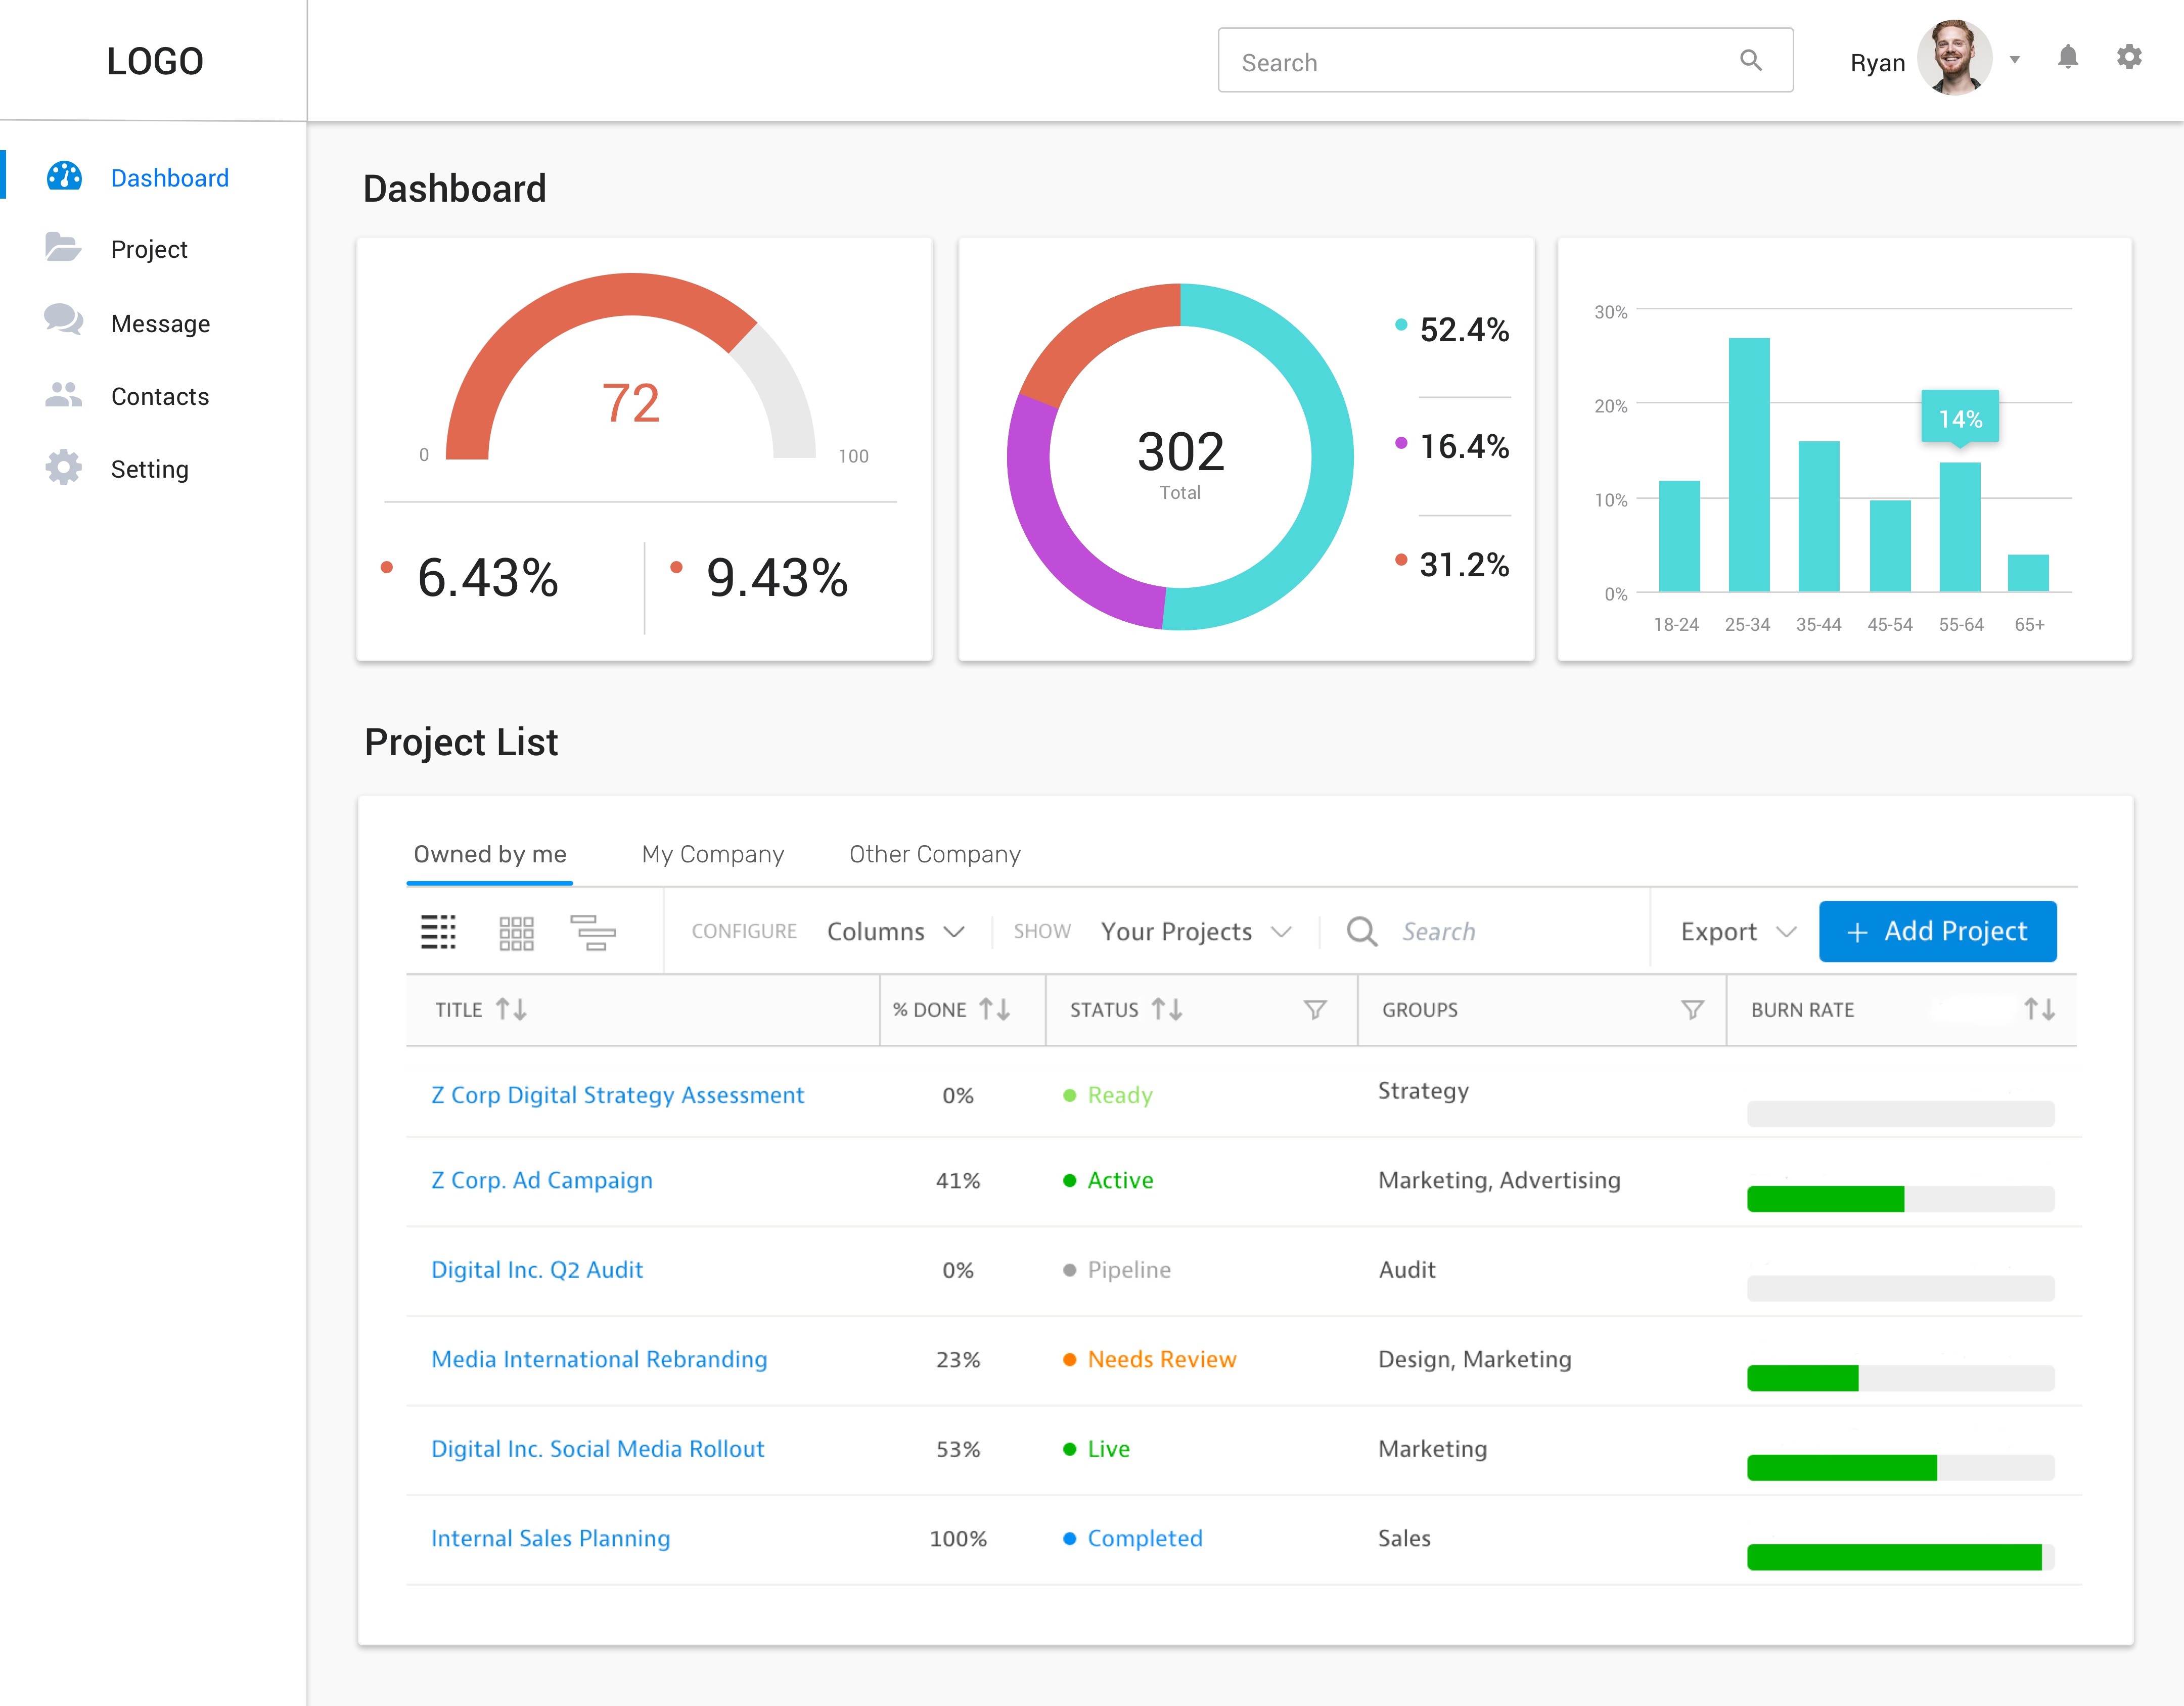 LOGO
Search
Ryan
Dashboard
Project
Message
Contacts
Setting
Dashboard
72
0
100
6.43%
9.43%
302
Total
52.4%
16.4%
31.2%
30%
20%
10%
0%
14%
18-24 25-34 35-44 45-54 55-64 65+
Project List
Owned by me My Company Other Company
CONFIGURE Columns SHOW Your Projects Search Export + Add Project
TITLE % DONE STATUS GROUPS BURN RATE
Z Corp Digital Strategy Assessment 0% Ready Strategy
Z Corp. Ad Campaign 41% Active Marketing, Advertising
Digital Inc. Q2 Audit 0% Pipeline Audit
Media International Rebranding 23% Needs Review Design, Marketing
Digital Inc. Social Media Rollout 53% Live Marketing
Internal Sales Planning 100% Completed Sales